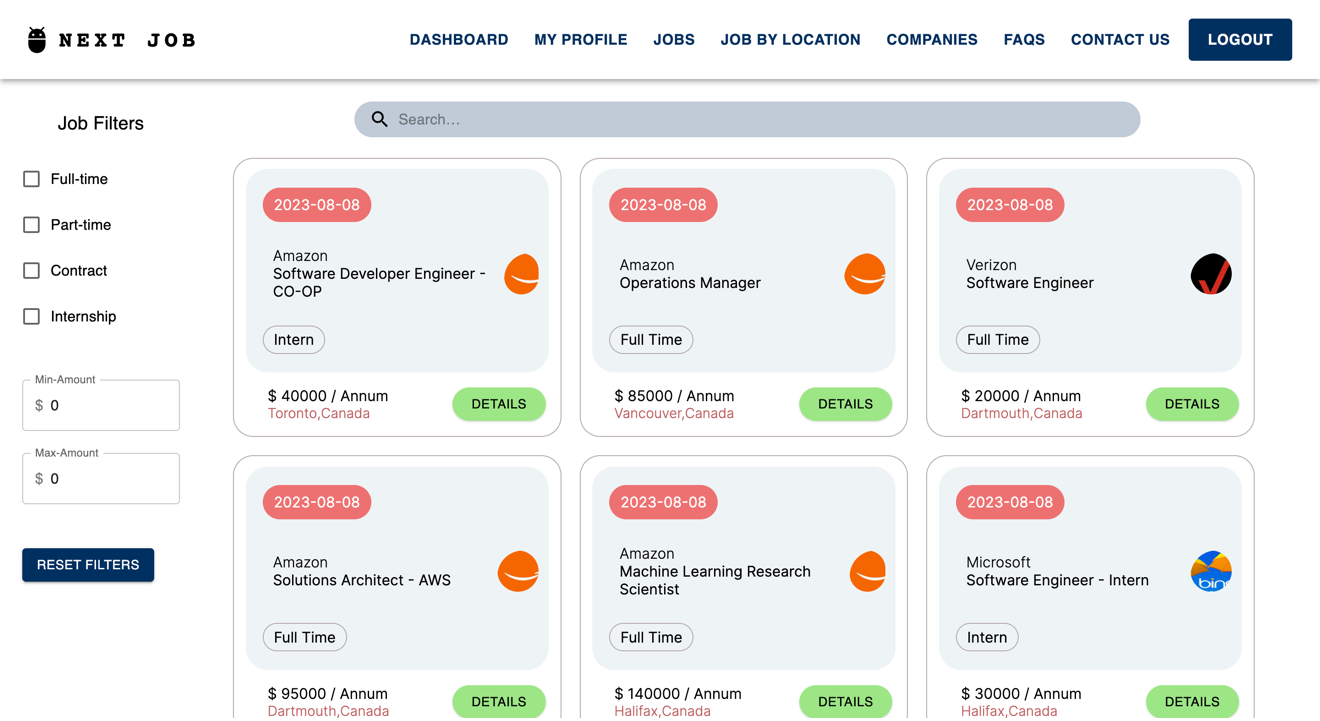 NEXT JOB
DASHBOARD MY PROFILE JOBS JOB BY LOCATION COMPANIES FAQS CONTACT US LOGOUT
Search...
Job Filters
Full-time
Part-time
Contract
Internship
Min-Amount
$ 0
Max-Amount
$ 0
RESET FILTERS
2023-08-08
Amazon
Software Developer Engineer -
CO-OP
Intern
$ 40000 / Annum
Toronto,Canada
DETAILS
2023-08-08
Amazon
Operations Manager
Full Time
$ 85000 / Annum
Vancouver,Canada
DETAILS
2023-08-08
Verizon
Software Engineer
Full Time
$ 20000 / Annum
Dartmouth,Canada
DETAILS
2023-08-08
Amazon
Solutions Architect - AWS
Full Time
$ 95000 / Annum
Dartmouth,Canada
DETAILS
2023-08-08
Amazon
Machine Learning Research
Scientist
Full Time
$ 140000 / Annum
Halifax,Canada
DETAILS
2023-08-08
Microsoft
Software Engineer - Intern
bing
Intern
$ 30000 / Annum
Halifax,Canada
DETAILS